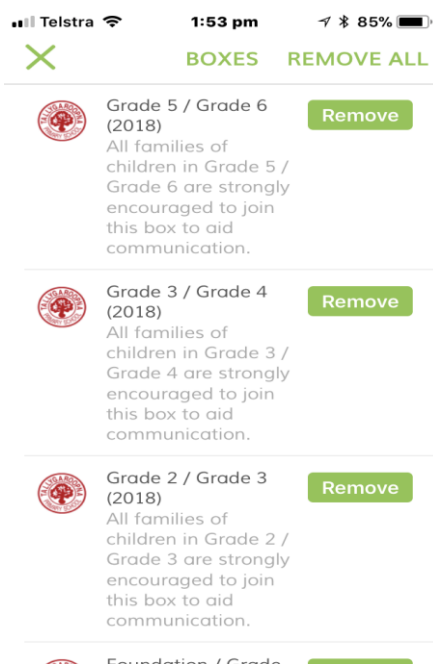 Telstra 1:53 pm 85%
BOXES REMOVE ALL
Grade 5 / Grade 6
(2018)
Remove
All families of
children in Grade 5 /
Grade 6 are strongly
encouraged to join
this box to aid
communication.
Grade 3 / Grade 4
(2018)
Remove
All families of
children in Grade 3 /
Grade 4 are strongly
encouraged to join
this box to aid
communication.
Grade 2 / Grade 3
(2018)
Remove
All families of
children in Grade 2 /
Grade 3 are strongly
encouraged to join
this box to aid
communication.
Foundation / Grade